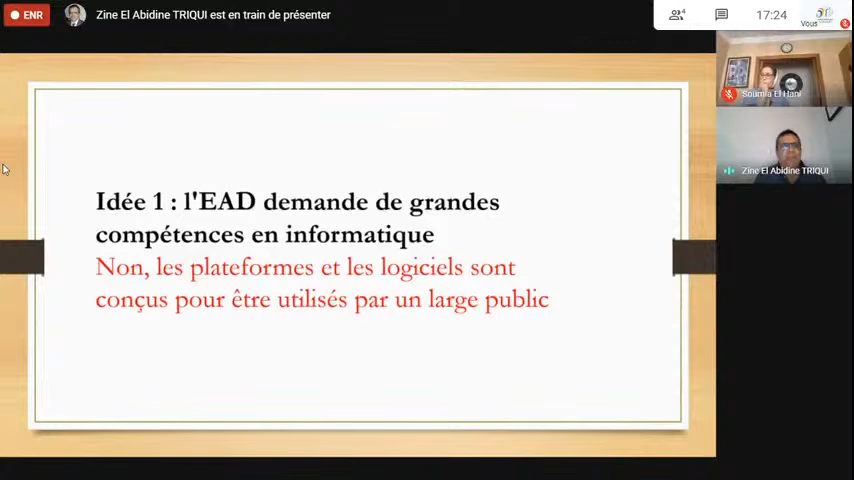 ENR
Zine El Abidine TRIQUI est en train de présenter
4
17:24
Vous
Soumia El Hani
Zine El Abidine TRIQUI
Idée 1 : l'EAD demande de grandes
compétences en informatique
Non, les plateformes et les logiciels sont
conçus pour être utilisés par un large public